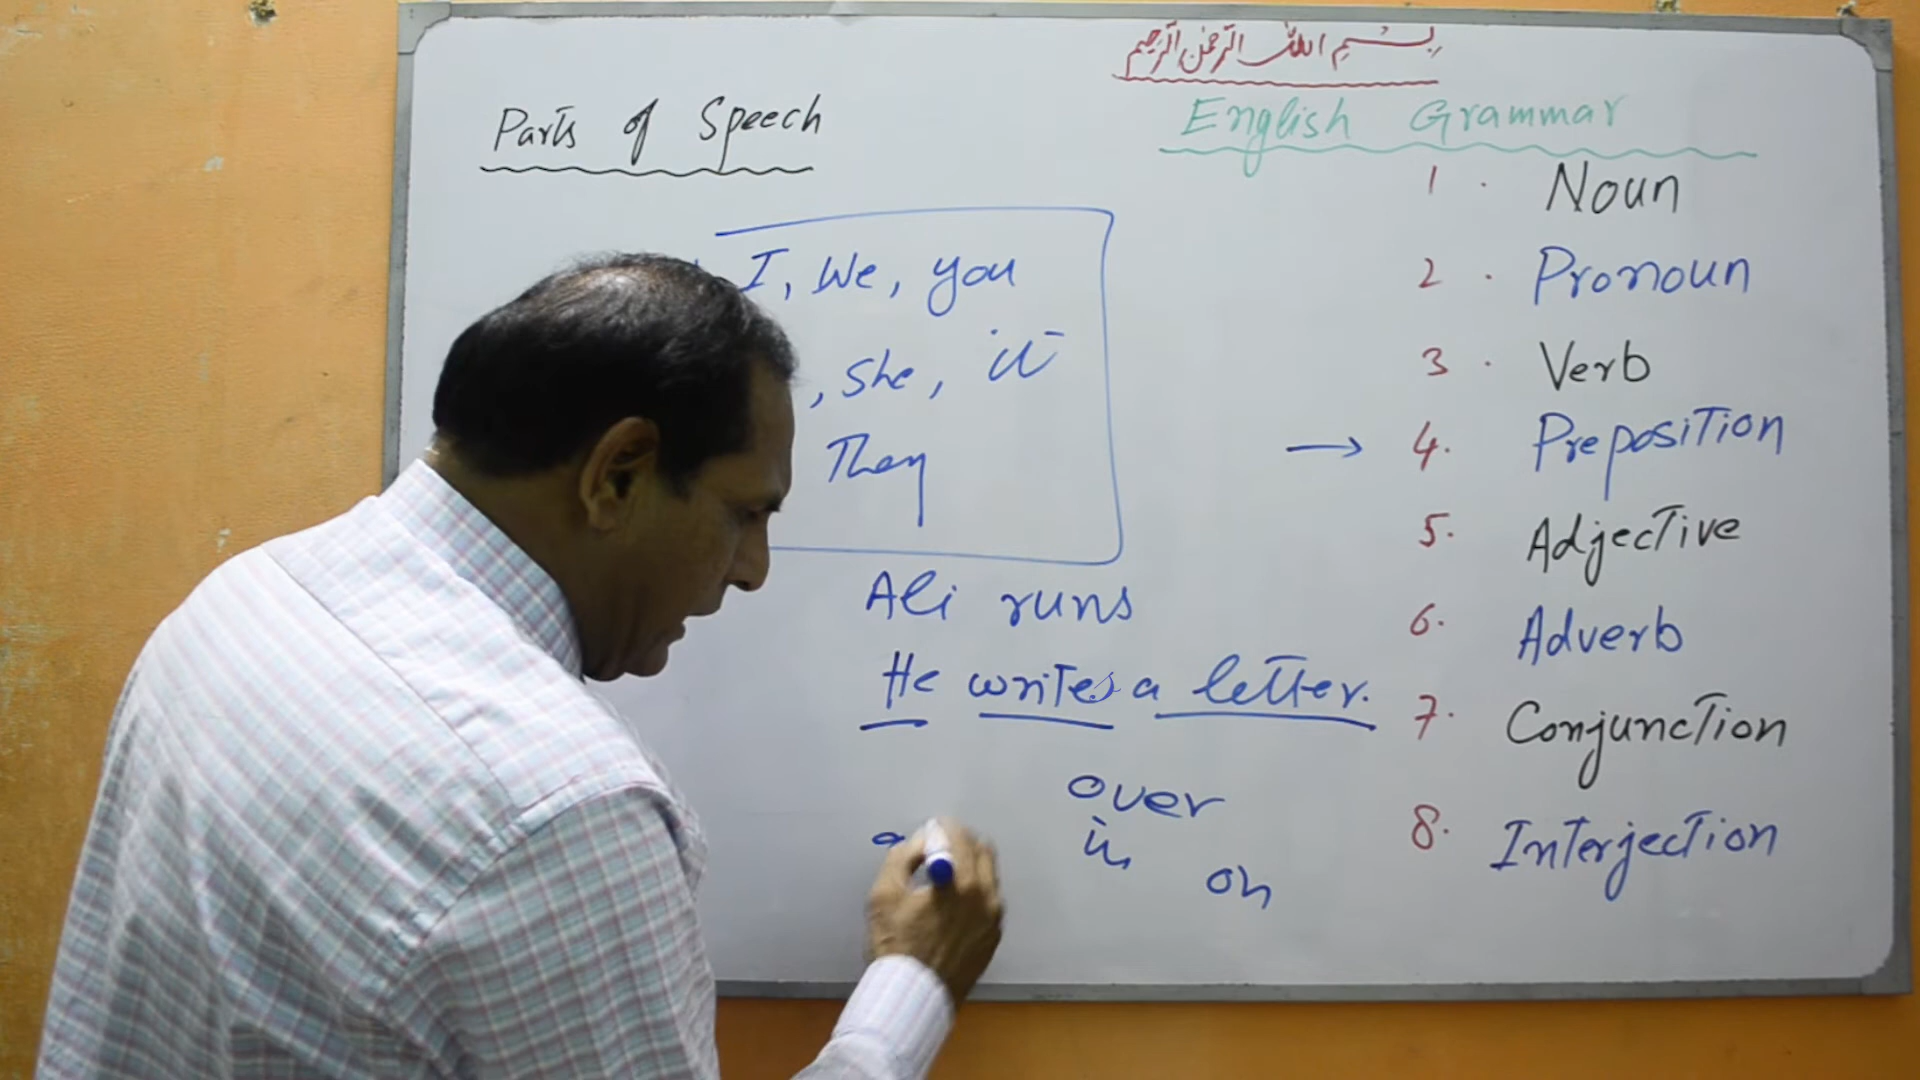 بسم الله الرحمن الرحيم
Parts of Speech
English Grammar
1. Noun
2. Pronoun
3. Verb
→ 4. Preposition
5. Adjective
6. Adverb
7. Conjunction
8. Interjection
I, We, you
, She, it
They
Ali runs
He writes a letter.
over
in
on